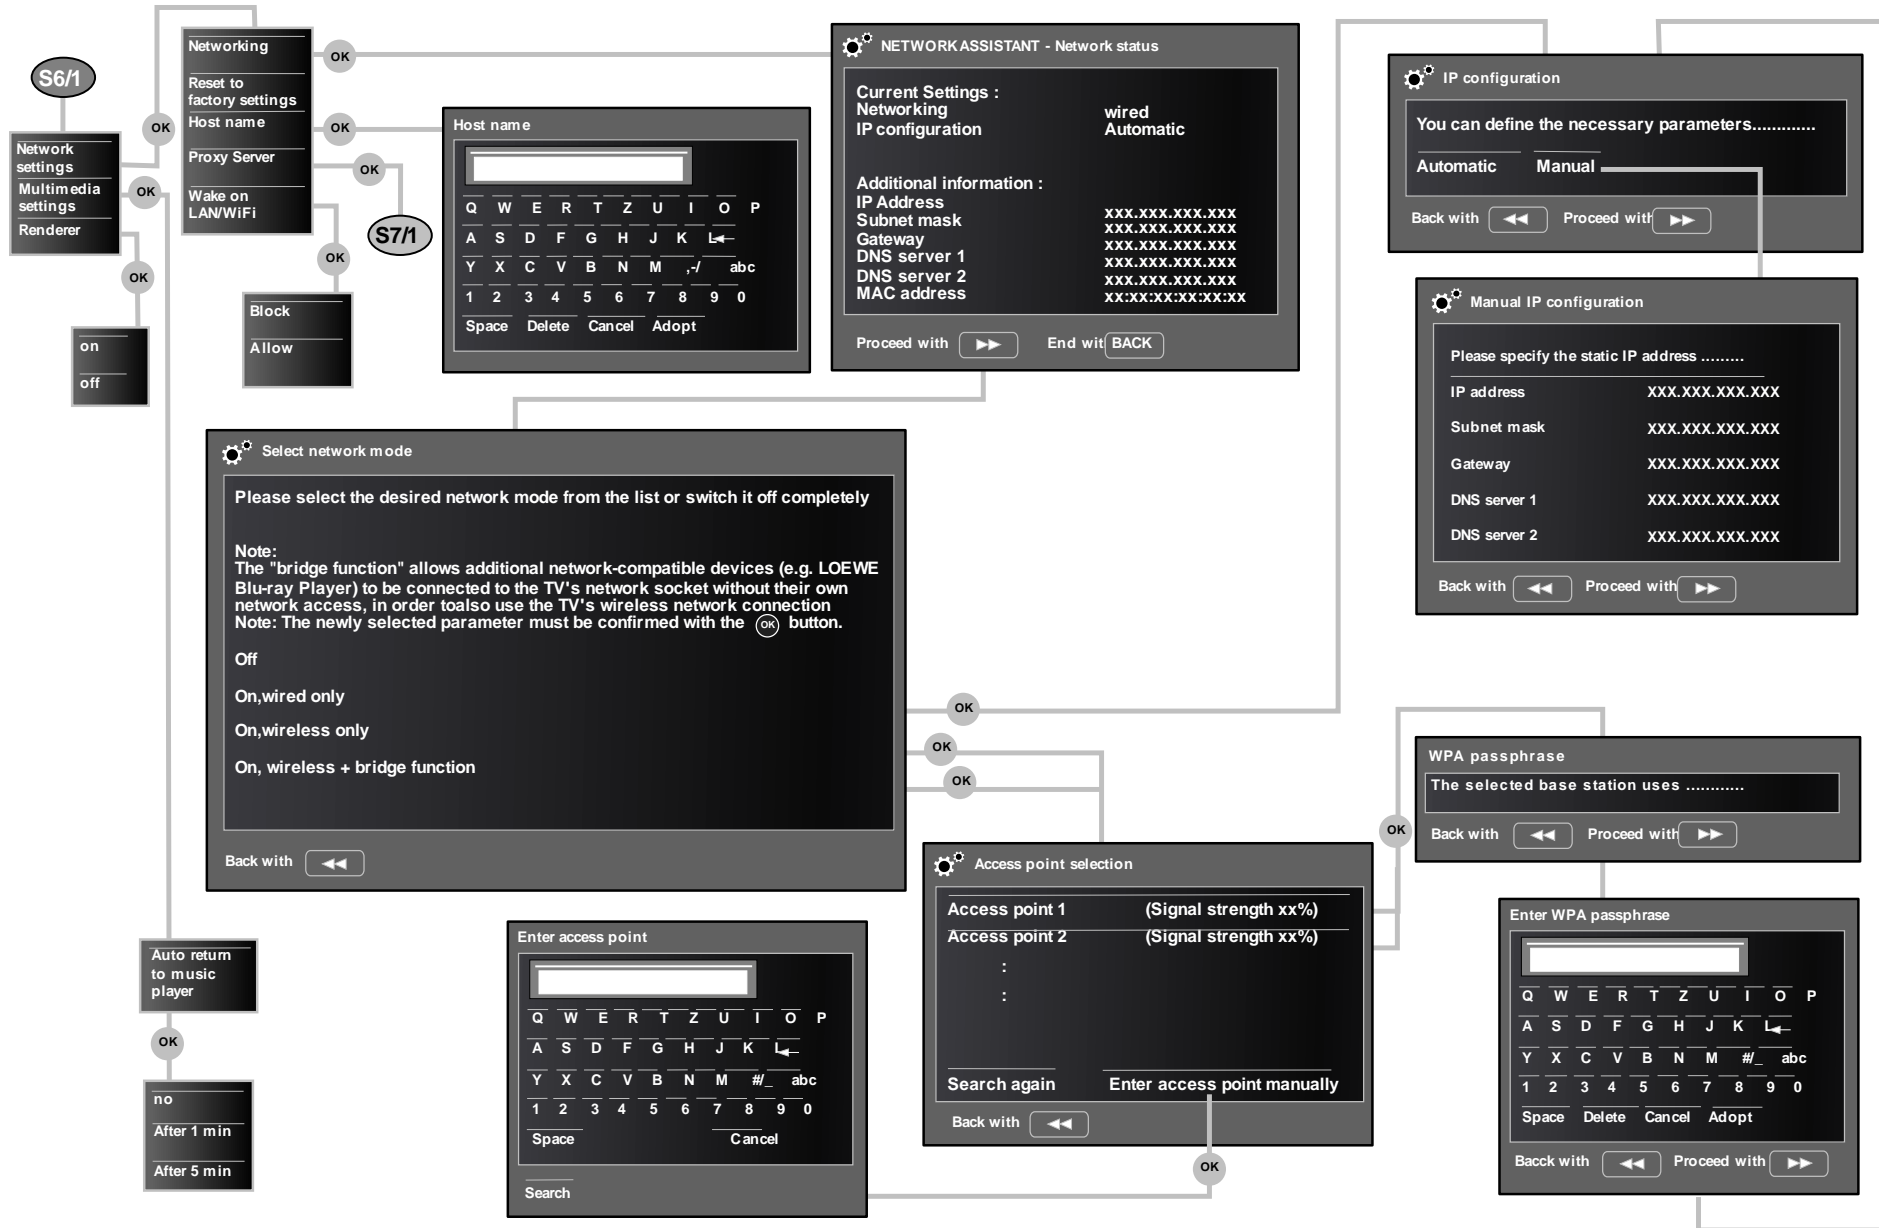 S6/1
Network
settings
Multimedia
settings
Renderer
OK
OK
OK
on
off
Networking
Reset to
factory settings
Host name
Proxy Server
Wake on
LAN/WiFi
OK
OK
OK
S7/1
OK
Block
Allow
Host name
Q W E R T Z U I O P
A S D F G H J K L
Y X C V B N M ,-/ abc
1 2 3 4 5 6 7 8 9 0
Space Delete Cancel Adopt
NETWORK ASSISTANT - Network status
Current Settings :
Networking wired
IP configuration Automatic
Additional information :
IP Address xxx.xxx.xxx.xxx
Subnet mask xxx.xxx.xxx.xxx
Gateway xxx.xxx.xxx.xxx
DNS server 1 xxx.xxx.xxx.xxx
DNS server 2 xxx.xxx.xxx.xxx
MAC address xx:xx:xx:xx:xx:xx
Proceed with End wit BACK
IP configuration
You can define the necessary parameters.............
Automatic Manual
Back with Proceed with
Manual IP configuration
Please specify the static IP address .........
IP address XXX.XXX.XXX.XXX
Subnet mask XXX.XXX.XXX.XXX
Gateway XXX.XXX.XXX.XXX
DNS server 1 XXX.XXX.XXX.XXX
DNS server 2 XXX.XXX.XXX.XXX
Back with Proceed with
Select network mode
Please select the desired network mode from the list or switch it off completely
Note:
The "bridge function" allows additional network-compatible devices (e.g. LOEWE
Blu-ray Player) to be connected to the TV's network socket without their own
network access, in order toalso use the TV's wireless network connection
Note: The newly selected parameter must be confirmed with the OK button.
Off
On,wired only
On,wireless only
On, wireless + bridge function
Back with
OK
OK
OK
Auto return
to music
player
OK
no
After 1 min
After 5 min
Enter access point
Q W E R T Z U I O P
A S D F G H J K L
Y X C V B N M #/_ abc
1 2 3 4 5 6 7 8 9 0
Space Cancel
Search
Access point selection
Access point 1 (Signal strength xx%)
Access point 2 (Signal strength xx%)
:
:
Search again Enter access point manually
Back with
OK
OK
WPA passphrase
The selected base station uses ............
Back with Proceed with
Enter WPA passphrase
Q W E R T Z U I O P
A S D F G H J K L
Y X C V B N M #/_ abc
1 2 3 4 5 6 7 8 9 0
Space Delete Cancel Adopt
Bacck with Proceed with